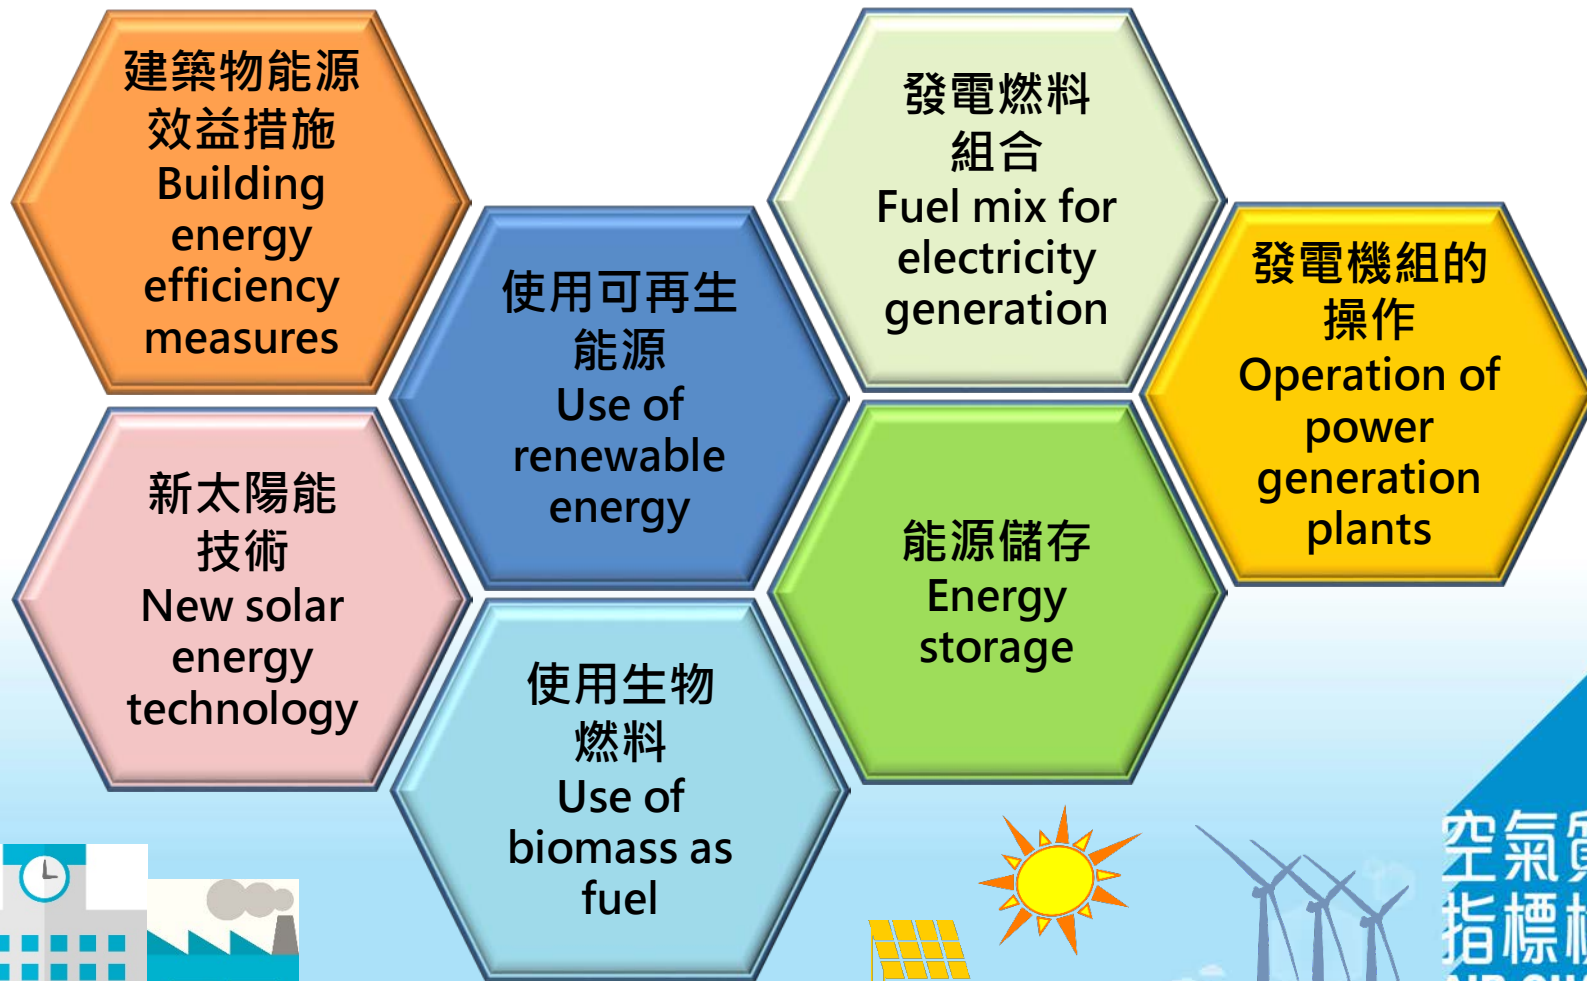 建築物能源
效益措施
Building
energy
efficiency
measures
使用可再生
能源
Use of
renewable
energy
發電燃料
組合
Fuel mix for
electricity
generation
發電機組的
操作
Operation of
power
generation
plants
新太陽能
技術
New solar
energy
technology
使用生物
燃料
Use of
biomass as
fuel
能源儲存
Energy
storage
空氣質
指標